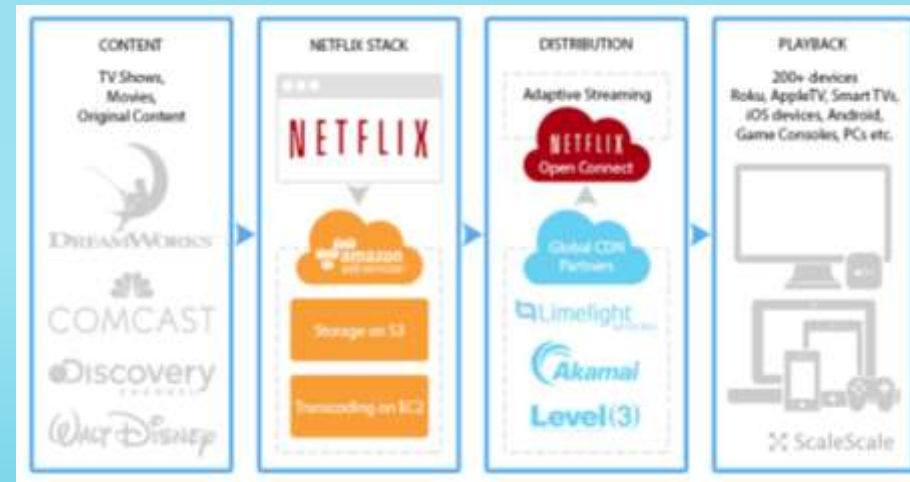 CONTENT
TV Shows,
Movies,
Original Content
DREAMWORKS
COMCAST
Discovery
CHANNEL
WALT DISNEY
NETFLIX STACK
NETFLIX
amazon
web services
Storage on S3
Transcoding on EC2
DISTRIBUTION
Adaptive Streaming
NETFLIX
Open Connect
Global CDN
Partners
Limelight
Akamai
Level(3)
PLAYBACK
200+ devices
Roku, AppleTV, Smart TVs,
iOS devices, Android,
Game Consoles, PCs etc.
ScaleScale